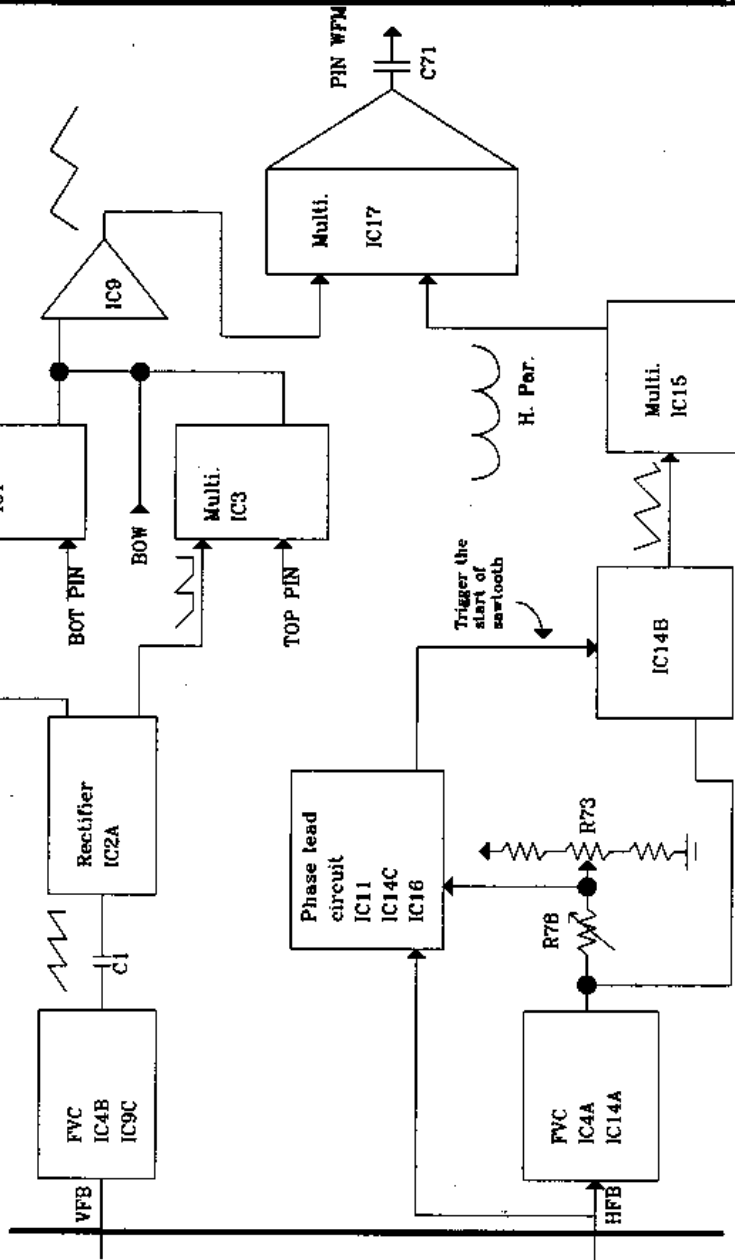 PIN WFM
C71
Multi.
IC17
IC9
H. Par.
Multi.
IC15
Multi.
IC3
BOW
BOT PIN
TOP PIN
Trigger the
start of
sawtooth
IC14B
Rectifier
IC2A
Phase lead
circuit
IC11
IC14C
IC16
R73
R78
C1
FVC
IC4B
IC9C
FVC
IC4A
IC14A
VFB
HFB